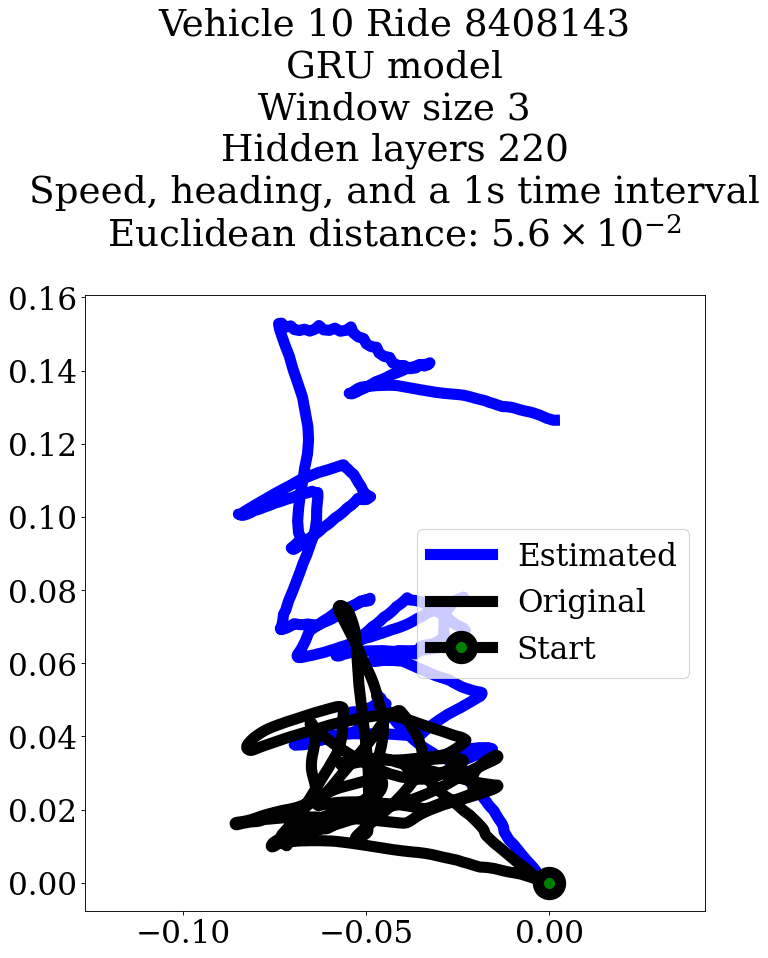 Vehicle 10 Ride 8408143
GRU model
Window size 3
Hidden layers 220
Speed, heading, and a 1s time interval
Euclidean distance: 5.6 × 10⁻²
0.16
0.14
0.12
0.10
0.08
0.06
0.04
0.02
0.00
Estimated
Original
Start
−0.10 −0.05 0.00